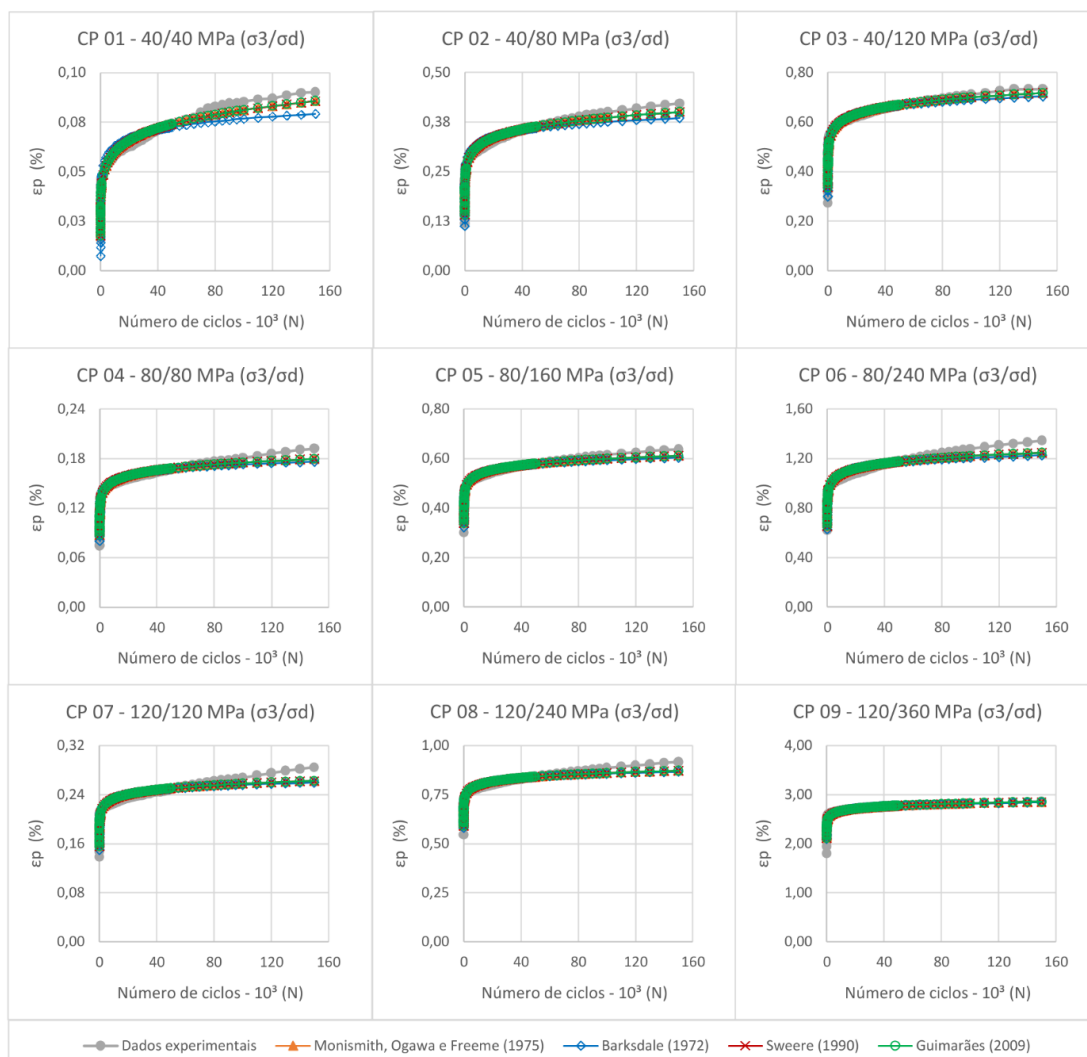 CP 01 - 40/40 MPa (σ3/σd)
εp (%)
0,10
0,08
0,05
0,03
0,00
0 40 80 120 160
Número de ciclos - 10³ (N)
CP 02 - 40/80 MPa (σ3/σd)
εp (%)
0,50
0,38
0,25
0,13
0,00
0 40 80 120 160
Número de ciclos - 10³ (N)
CP 03 - 40/120 MPa (σ3/σd)
εp (%)
0,80
0,60
0,40
0,20
0,00
0 40 80 120 160
Número de ciclos - 10³ (N)
CP 04 - 80/80 MPa (σ3/σd)
εp (%)
0,24
0,18
0,12
0,06
0,00
0 40 80 120 160
Número de ciclos - 10³ (N)
CP 05 - 80/160 MPa (σ3/σd)
εp (%)
0,80
0,60
0,40
0,20
0,00
0 40 80 120 160
Número de ciclos - 10³ (N)
CP 06 - 80/240 MPa (σ3/σd)
εp (%)
1,60
1,20
0,80
0,40
0,00
0 40 80 120 160
Número de ciclos - 10³ (N)
CP 07 - 120/120 MPa (σ3/σd)
εp (%)
0,32
0,24
0,16
0,08
0,00
0 40 80 120 160
Número de ciclos - 10³ (N)
CP 08 - 120/240 MPa (σ3/σd)
εp (%)
1,00
0,75
0,50
0,25
0,00
0 40 80 120 160
Número de ciclos - 10³ (N)
CP 09 - 120/360 MPa (σ3/σd)
εp (%)
4,00
3,00
2,00
1,00
0,00
0 40 80 120 160
Número de ciclos - 10³ (N)
Dados experimentais Monismith, Ogawa e Freeme (1975) Barksdale (1972) Sweere (1990) Guimarães (2009)